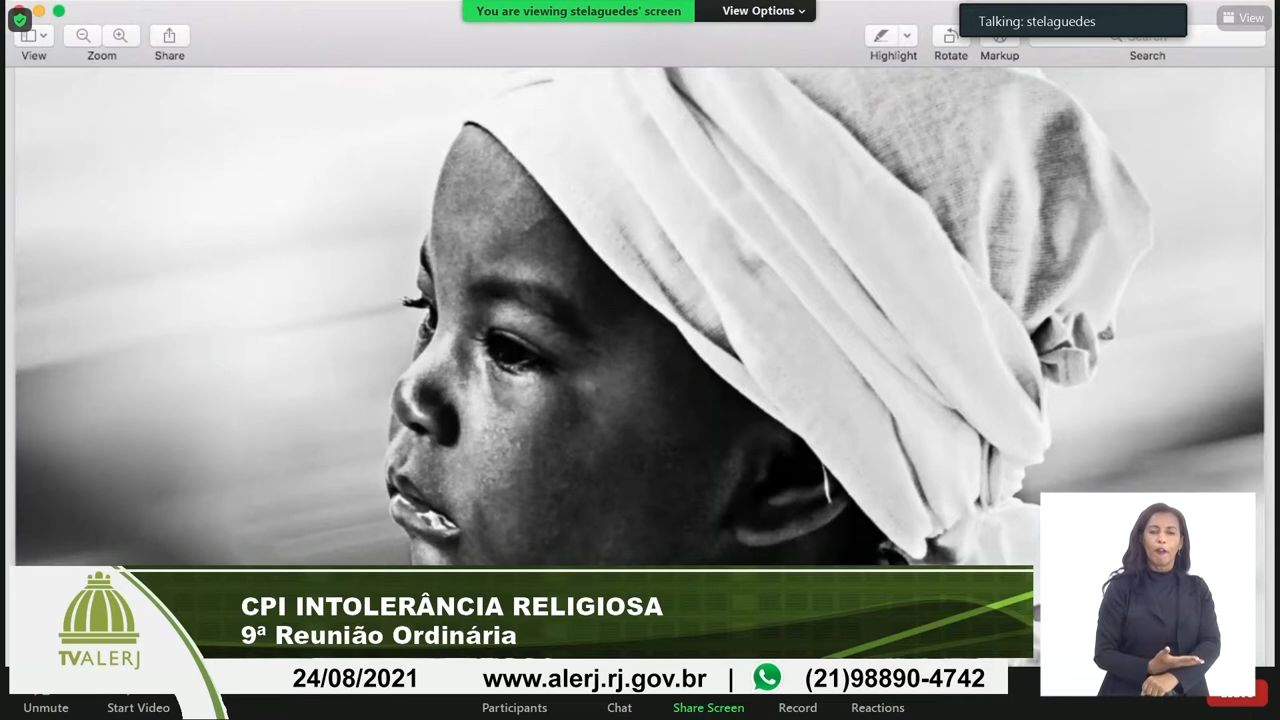 You are viewing stelaguedes' screen
View Options
Talking: stelaguedes
View
View
Zoom
Share
Highlight
Rotate
Markup
Search
Search
CPI INTOLERÂNCIA RELIGIOSA
9ª Reunião Ordinária
TVALERJ
24/08/2021
www.alerj.rj.gov.br | (21)98890-4742
Unmute
Start Video
Participants
Chat
Share Screen
Record
Reactions